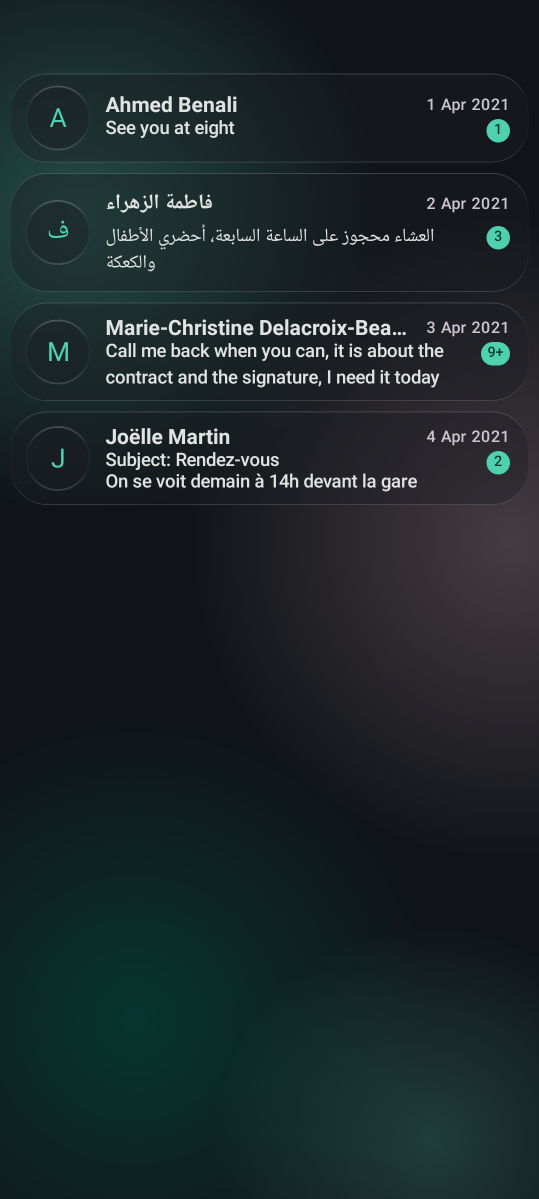 A
Ahmed Benali
1 Apr 2021
See you at eight
1
ف
فاطمة الزهراء
2 Apr 2021
العشاء محجوز على الساعة السابعة، أحضري الأطفال
والكعكة
3
M
Marie-Christine Delacroix-Bea...
3 Apr 2021
Call me back when you can, it is about the
contract and the signature, I need it today
9+
J
Joëlle Martin
4 Apr 2021
Subject: Rendez-vous
On se voit demain à 14h devant la gare
2